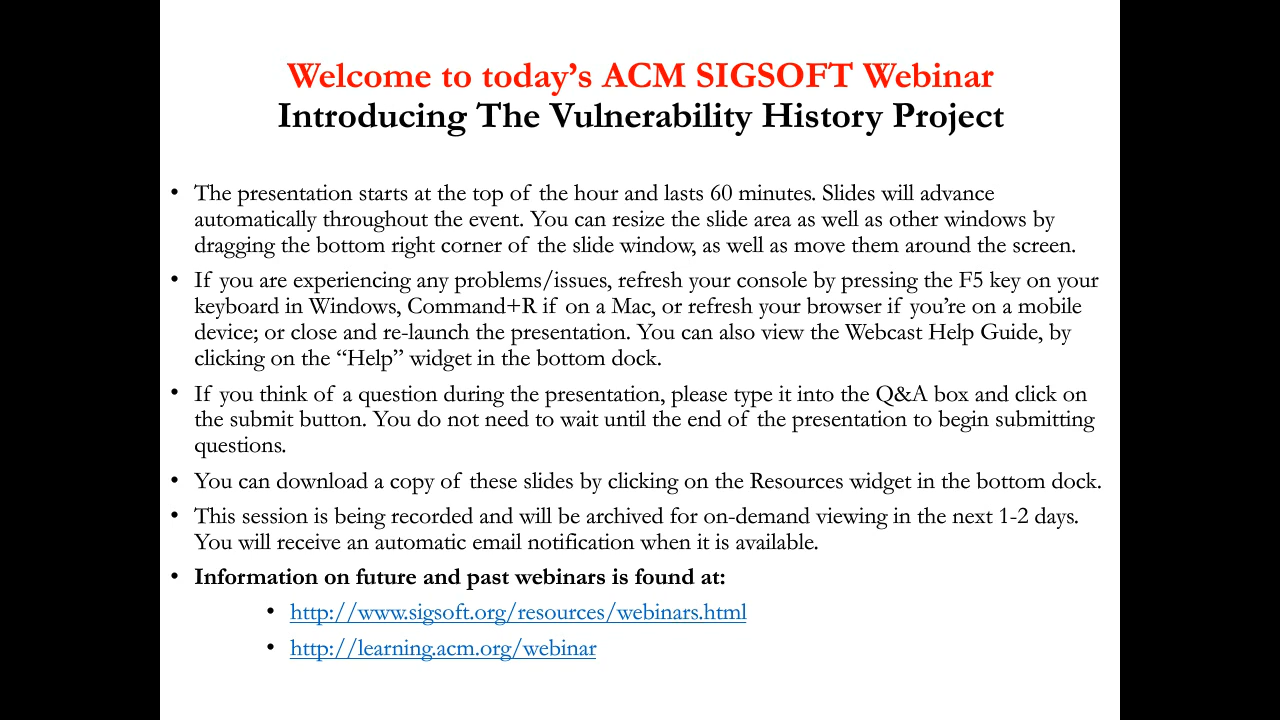 Welcome to today’s ACM SIGSOFT Webinar
Introducing The Vulnerability History Project
• The presentation starts at the top of the hour and lasts 60 minutes. Slides will advance
automatically throughout the event. You can resize the slide area as well as other windows by
dragging the bottom right corner of the slide window, as well as move them around the screen.
• If you are experiencing any problems/issues, refresh your console by pressing the F5 key on your
keyboard in Windows, Command+R if on a Mac, or refresh your browser if you’re on a mobile
device; or close and re-launch the presentation. You can also view the Webcast Help Guide, by
clicking on the “Help” widget in the bottom dock.
• If you think of a question during the presentation, please type it into the Q&A box and click on
the submit button. You do not need to wait until the end of the presentation to begin submitting
questions.
• You can download a copy of these slides by clicking on the Resources widget in the bottom dock.
• This session is being recorded and will be archived for on-demand viewing in the next 1-2 days.
You will receive an automatic email notification when it is available.
• Information on future and past webinars is found at:
• http://www.sigsoft.org/resources/webinars.html
• http://learning.acm.org/webinar